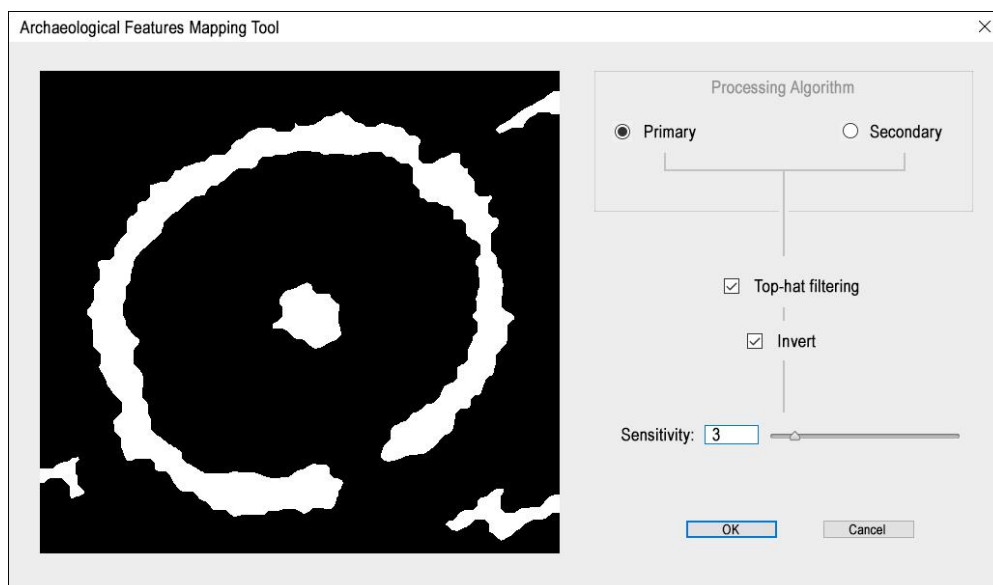 Archaeological Features Mapping Tool
Processing Algorithm
Primary
Secondary
Top-hat filtering
Invert
Sensitivity: 3
OK
Cancel